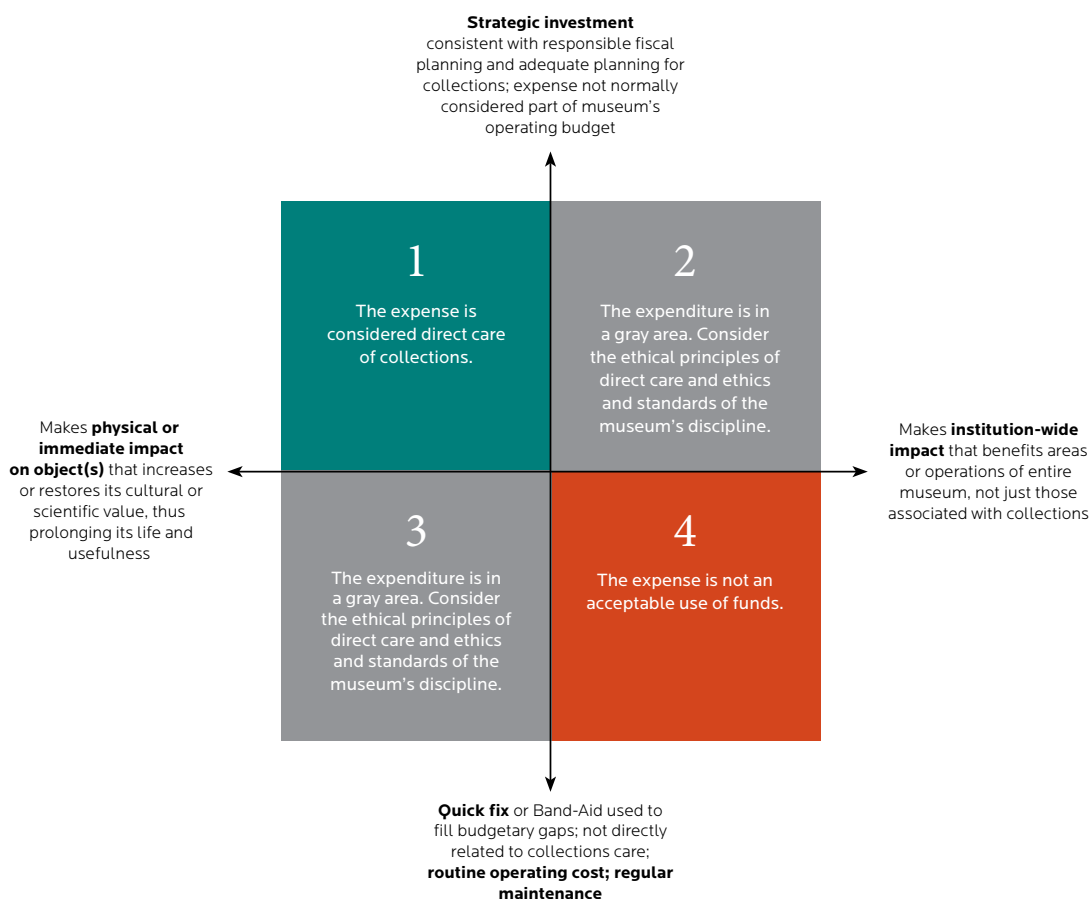 Strategic investment
consistent with responsible fiscal
planning and adequate planning for
collections; expense not normally
considered part of museum's
operating budget
1
The expense is
considered direct care
of collections.
2
The expenditure is in
a gray area. Consider
the ethical principles of
direct care and ethics
and standards of the
museum's discipline.
Makes physical or
immediate impact
on object(s) that increases
or restores its cultural or
scientific value, thus
prolonging its life and
usefulness
Makes institution-wide
impact that benefits areas
or operations of entire
museum, not just those
associated with collections
3
The expenditure is in
a gray area. Consider
the ethical principles of
direct care and ethics
and standards of the
museum's discipline.
4
The expense is not an
acceptable use of funds.
Quick fix or Band-Aid used to
fill budgetary gaps; not directly
related to collections care;
routine operating cost; regular
maintenance